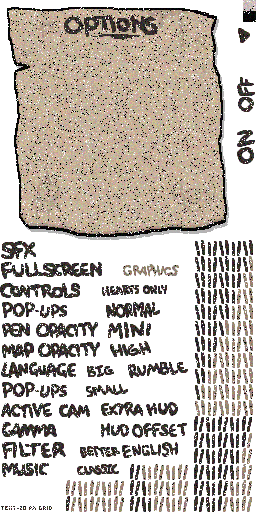 OPTIONS
ON OFF
SFX
FULLSCREEN GRAPHICS
CONTROLS HEARTS ONLY
POP-UPS NORMAL
PEN OPACITY MINI
MAP OPACITY HIGH
LANGUAGE BIG RUMBLE
POP-UPS SMALL
ACTIVE CAM EXTRA HUD
GAMMA HUD OFFSET
FILTER BETTER ENGLISH
MUSIC CLASSIC